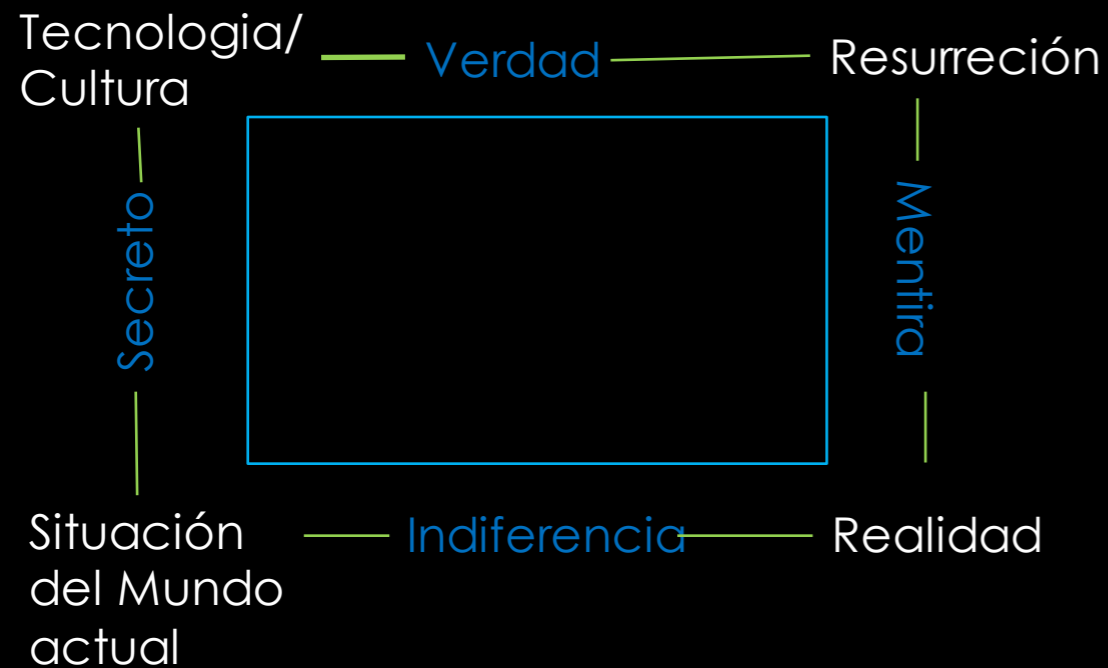 Tecnologia/
Cultura
Verdad
Resurreción
Secreto
Mentira
Situación
del Mundo
actual
Indiferencia
Realidad